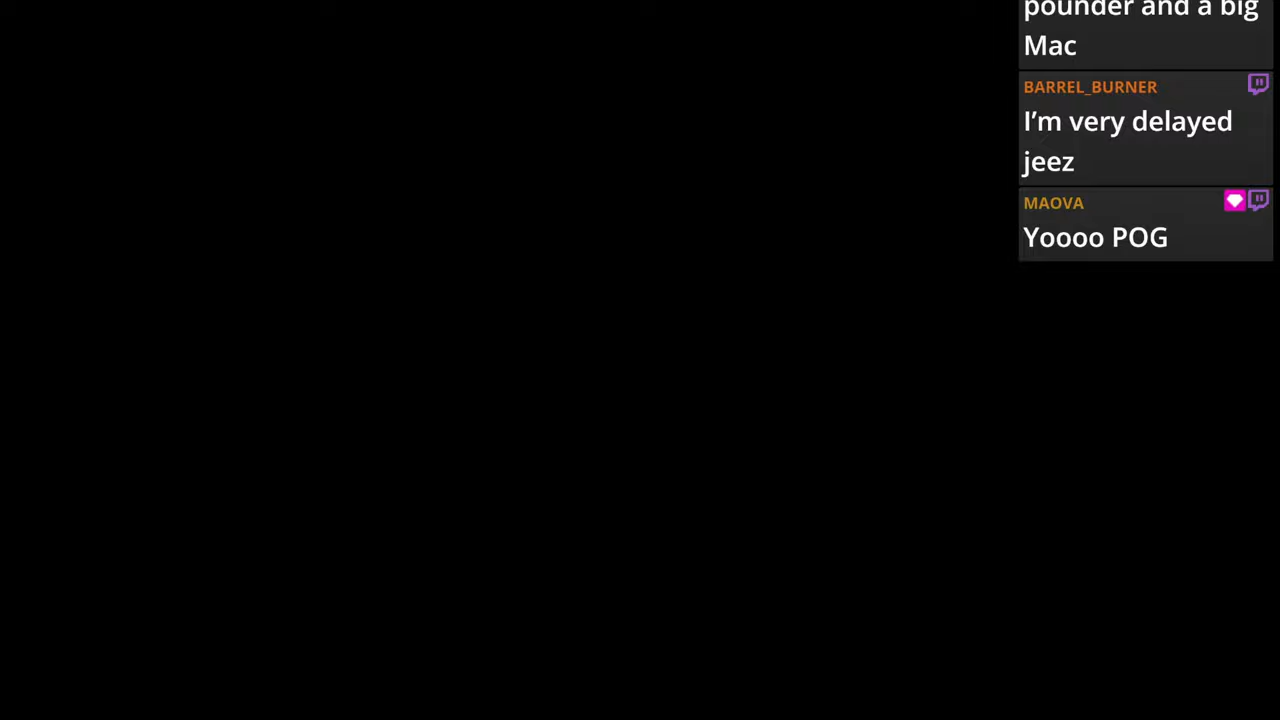 pounder and a big
Mac
BARREL_BURNER
I'm very delayed
jeez
MAOVA
Yoooo POG